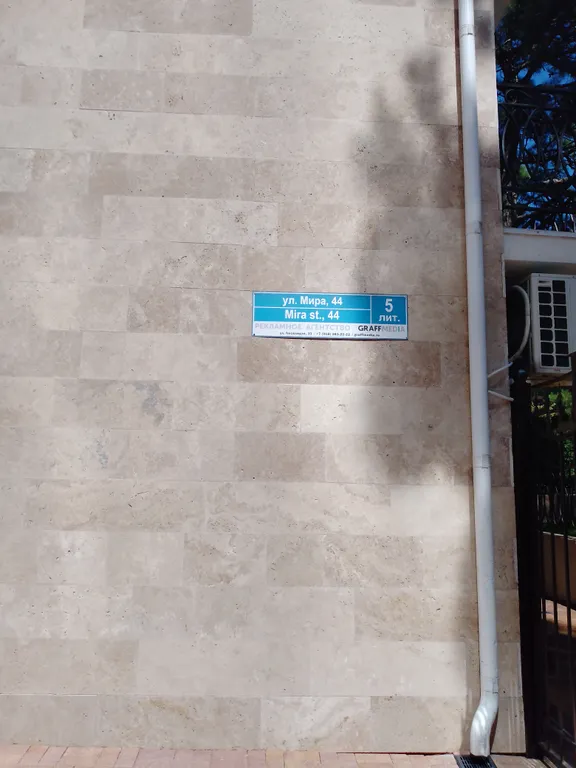 ул. Мира, 44
Mira st., 44
5
лит.
РЕКЛАМНОЕ АГЕНТСТВО GRAFFMEDIA